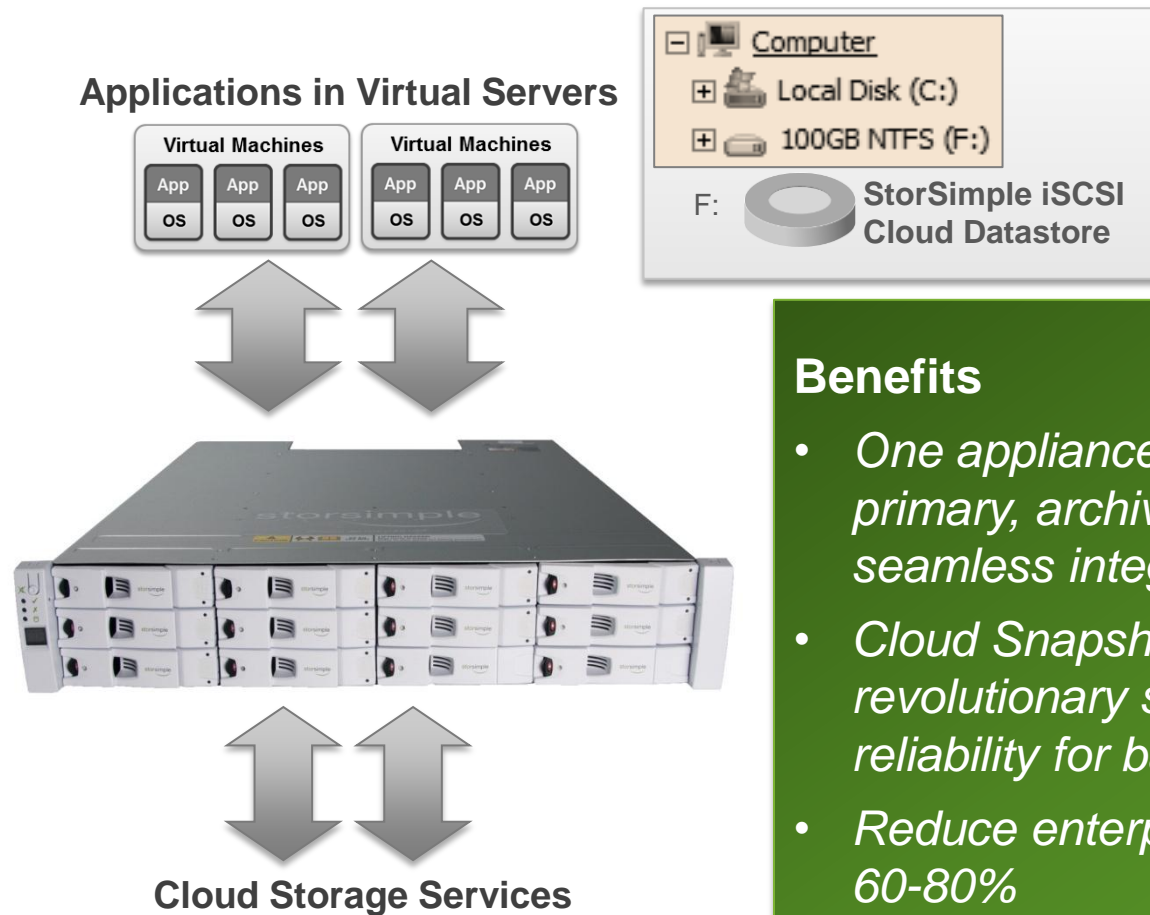 Applications in Virtual Servers
Virtual Machines
App App App
OS OS OS
Virtual Machines
App App App
OS OS OS
Computer
Local Disk (C:)
100GB NTFS (F:)
F:
StorSimple iSCSI
Cloud Datastore
storsimple
Cloud Storage Services
Benefits
• One appliance
primary, archiv
seamless integ
• Cloud Snapsh
revolutionary s
reliability for b
• Reduce enterp
60-80%